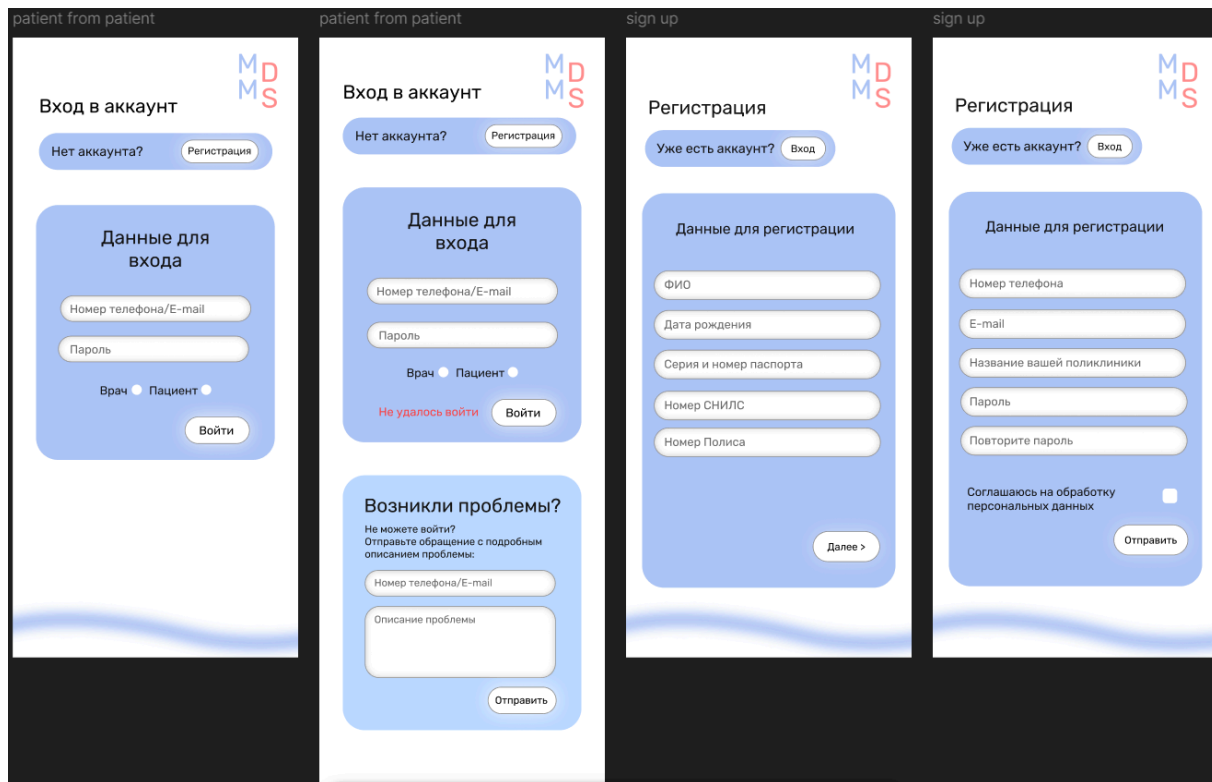 patient from patient
M D
M S
Вход в аккаунт
Нет аккаунта?
Регистрация
Данные для
входа
Номер телефона/E-mail
Пароль
Врач
Пациент
Войти
patient from patient
M D
M S
Вход в аккаунт
Нет аккаунта?
Регистрация
Данные для
входа
Номер телефона/E-mail
Пароль
Врач
Пациент
Не удалось войти
Войти
Возникли проблемы?
Не можете войти?
Отправьте обращение с подробным
описанием проблемы:
Номер телефона/E-mail
Описание проблемы
Отправить
sign up
M D
M S
Регистрация
Уже есть аккаунт?
Вход
Данные для регистрации
ФИО
Дата рождения
Серия и номер паспорта
Номер СНИЛС
Номер Полиса
Далее >
sign up
M D
M S
Регистрация
Уже есть аккаунт?
Вход
Данные для регистрации
Номер телефона
E-mail
Название вашей поликлиники
Пароль
Повторите пароль
Соглашаюсь на обработку
персональных данных
Отправить